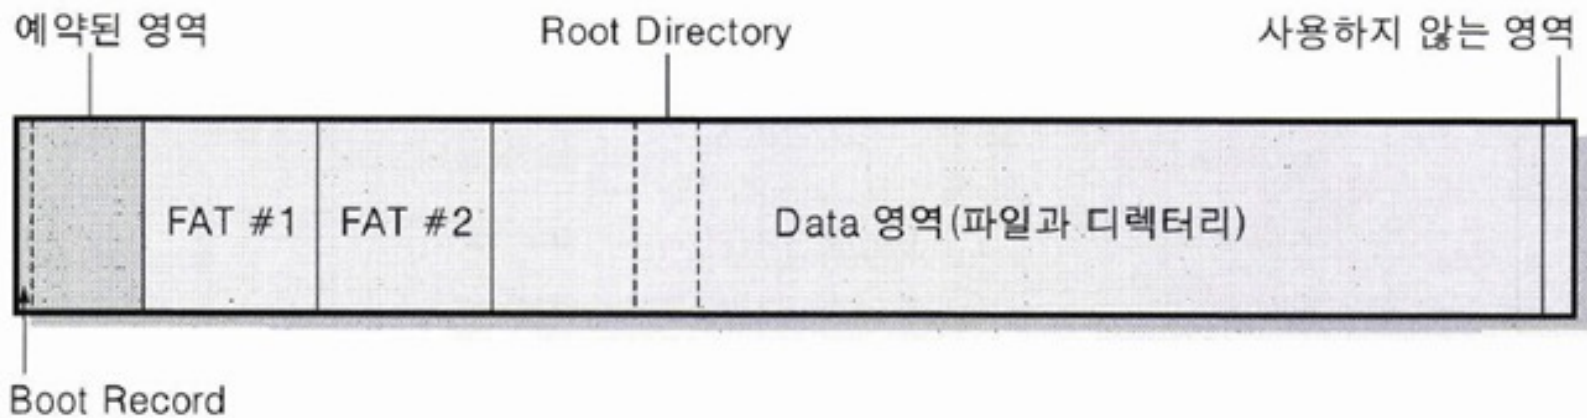 예약된 영역
Root Directory
사용하지 않는 영역
FAT #1
FAT #2
Data 영역(파일과 디렉터리)
Boot Record